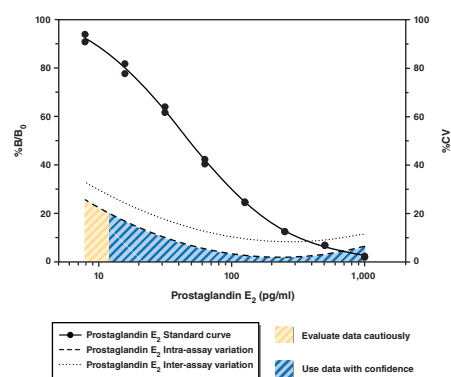 100
80
60
40
20
0
%B/B₀
100
80
60
40
20
0
%CV
10
100
1,000
Prostaglandin E₂ (pg/ml)
Prostaglandin E₂ Standard curve
Prostaglandin E₂ Intra-assay variation
Prostaglandin E₂ Inter-assay variation
Evaluate data cautiously
Use data with confidence